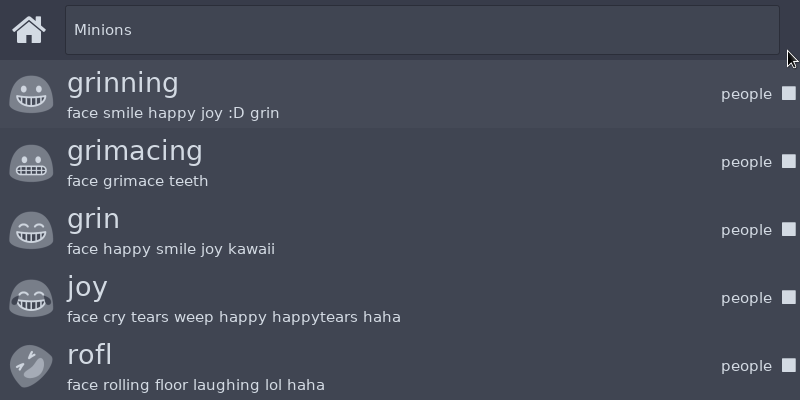 Minions
grinning
face smile happy joy :D grin
people
grimacing
face grimace teeth
people
grin
face happy smile joy kawaii
people
joy
face cry tears weep happy happytears haha
people
rofl
face rolling floor laughing lol haha
people